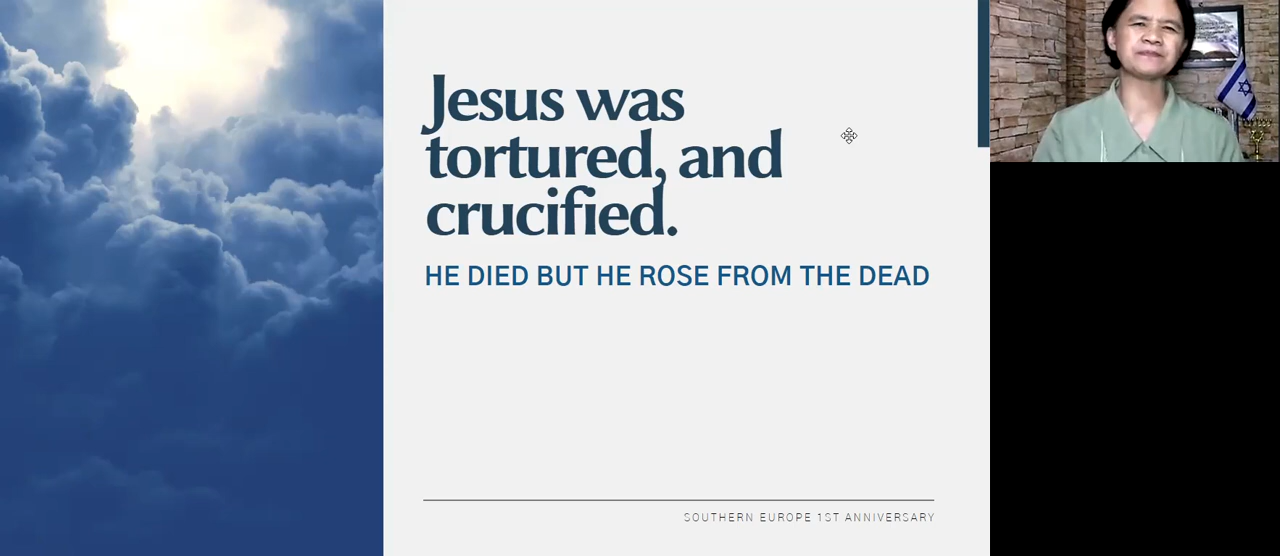 Jesus was
tortured, and
crucified.
HE DIED BUT HE ROSE FROM THE DEAD
SOUTHERN EUROPE 1ST ANNIVERSARY